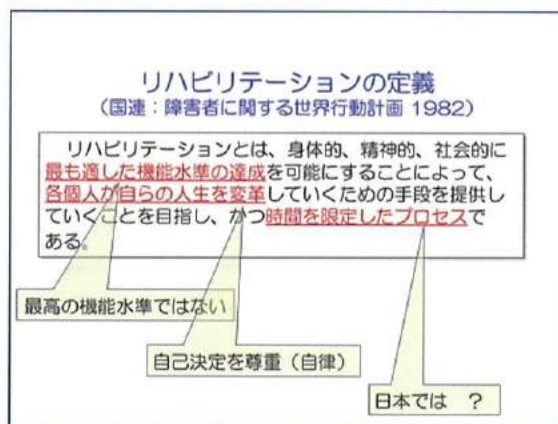 リハビリテーションの定義
(国連:障害者に関する世界行動計画 1982)
リハビリテーションとは、身体的、精神的、社会的に
最も適した機能水準の達成を可能にすることによって、
各個人が自らの人生を変革していくための手段を提供し
ていくことを目指し、かつ時間を限定したプロセスで
ある。
最高の機能水準ではない
自己決定を尊重(自律)
日本では ?